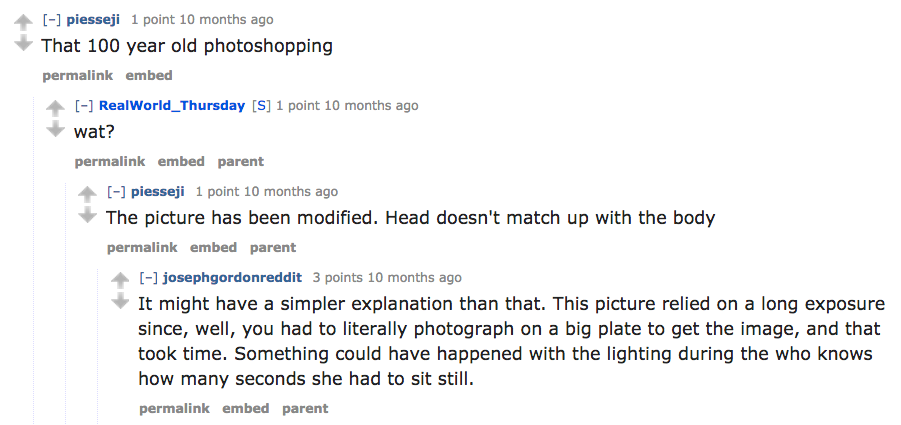 [–] piesseji 1 point 10 months ago
That 100 year old photoshopping
permalink embed
[–] RealWorld_Thursday [S] 1 point 10 months ago
wat?
permalink embed parent
[–] piesseji 1 point 10 months ago
The picture has been modified. Head doesn't match up with the body
permalink embed parent
[–] josephgordonreddit 3 points 10 months ago
It might have a simpler explanation than that. This picture relied on a long exposure
since, well, you had to literally photograph on a big plate to get the image, and that
took time. Something could have happened with the lighting during the who knows
how many seconds she had to sit still.
permalink embed parent